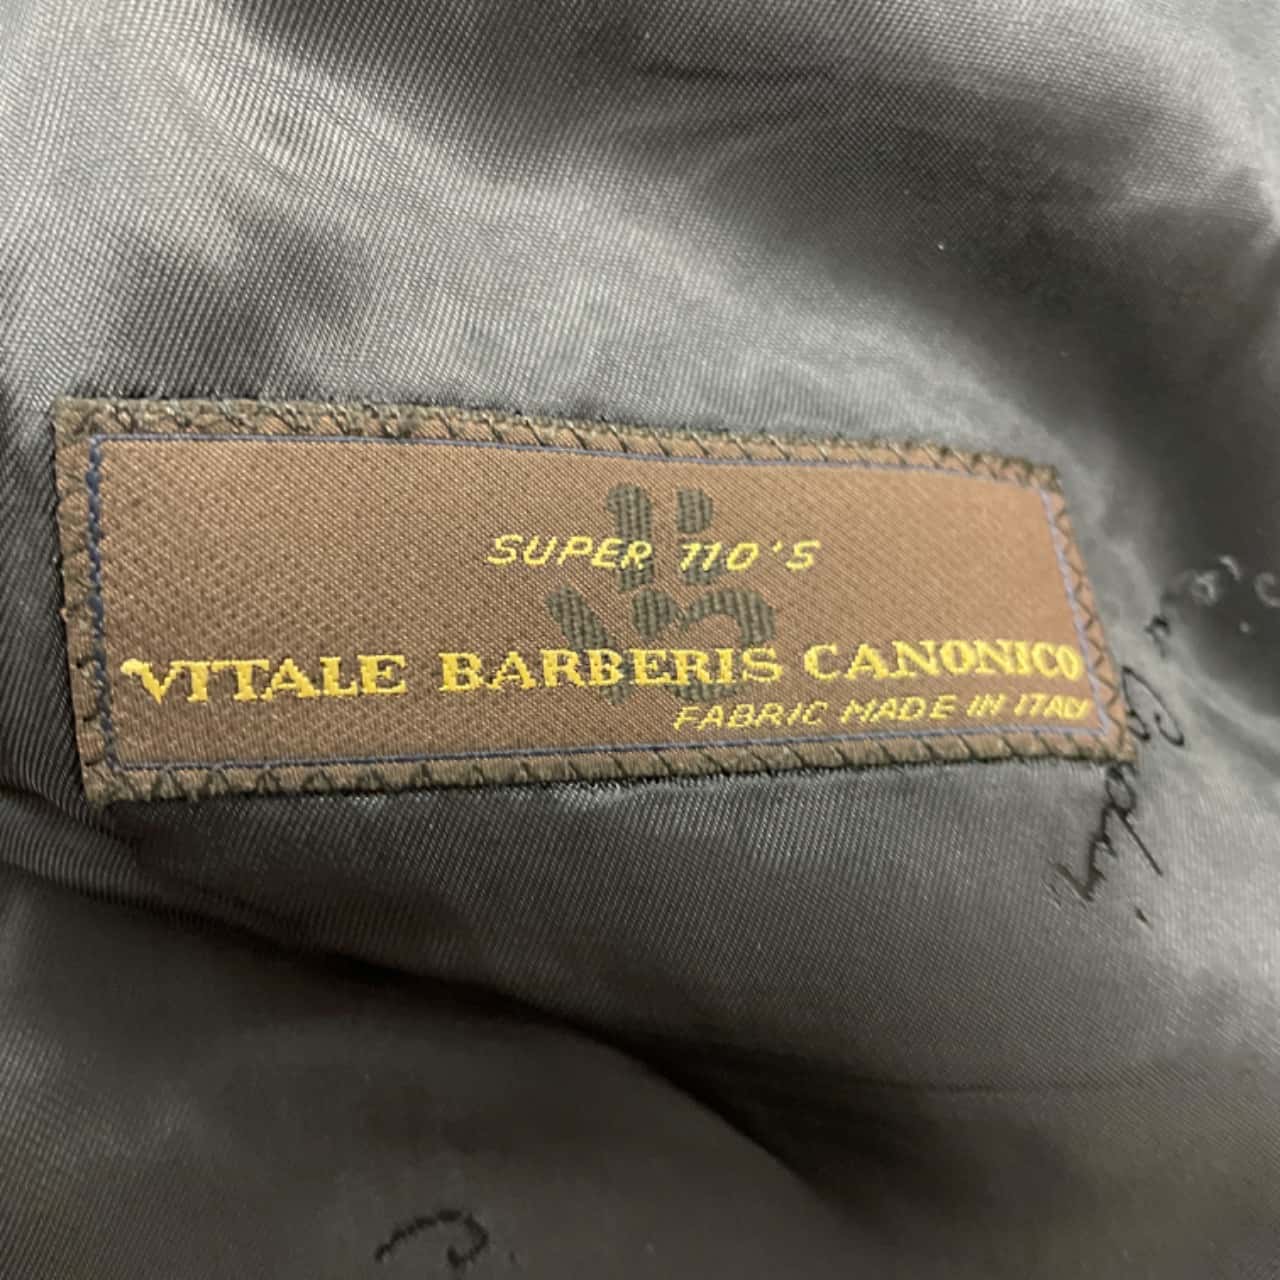 SUPER 110'S
VITALE BARBERIS CANONICO
FABRIC MADE IN ITALY